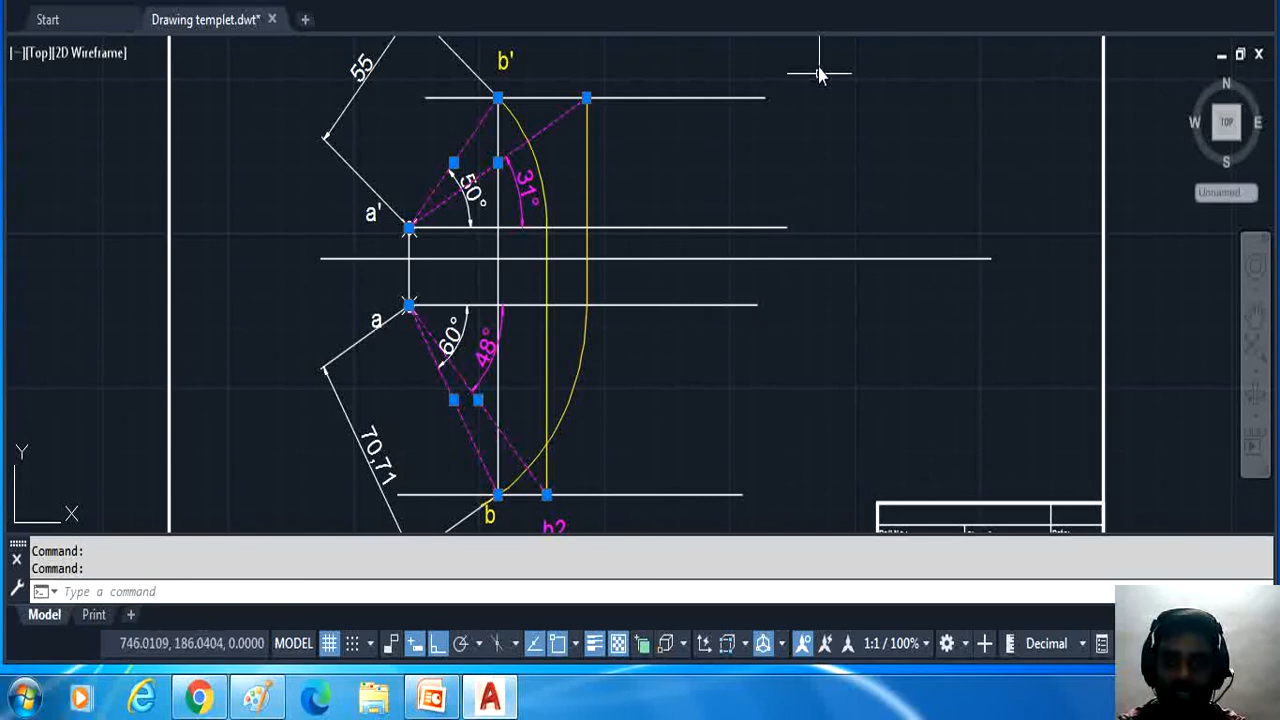 Start
Drawing templet.dwt*
[−][Top][2D Wireframe]
N
W TOP E
S
Unnamed...
b'
55
50°
31°
a'
a
60°
48°
70,71
b
b2
Y
X
Command:
Command:
Type a command
Model Print +
746.0109, 186.0404, 0.0000 MODEL 1:1 / 100% Decimal